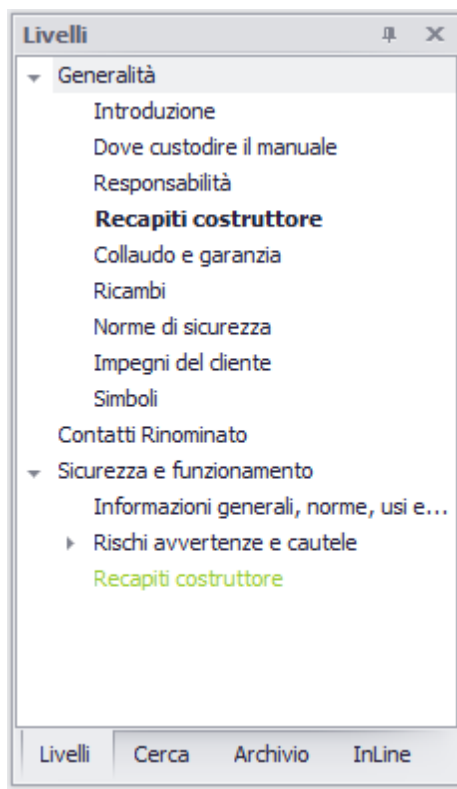 Livelli
Generalità
Introduzione
Dove custodire il manuale
Responsabilità
Recapiti costruttore
Collaudo e garanzia
Ricambi
Norme di sicurezza
Impegni del cliente
Simboli
Contatti Rinominato
Sicurezza e funzionamento
Informazioni generali, norme, usi e...
Rischi avvertenze e cautele
Recapiti costruttore
Livelli Cerca Archivio InLine